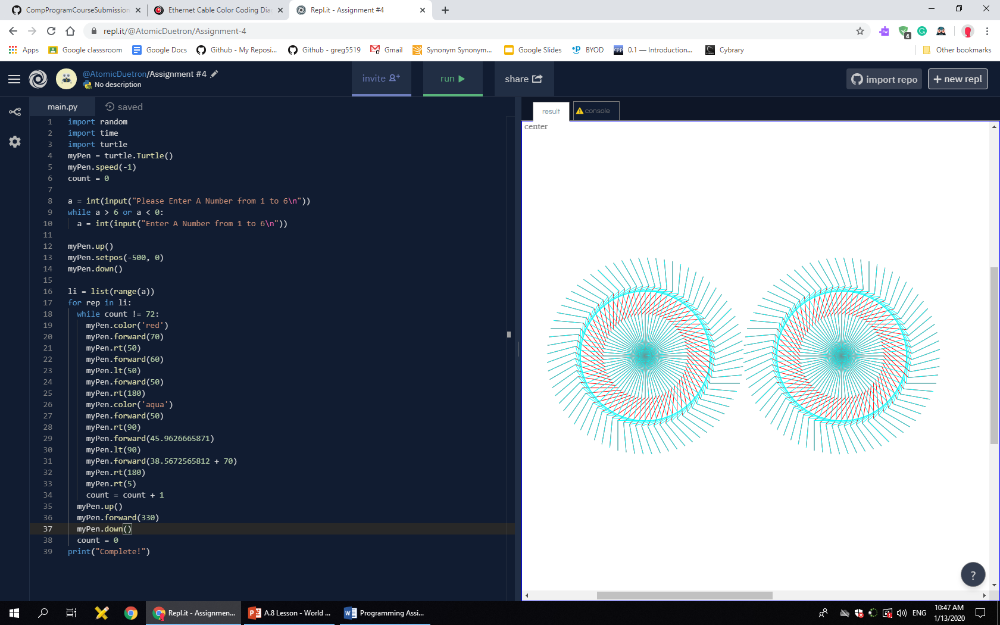 CompProgramCourseSubmission
Ethernet Cable Color Coding Dia
Repl.it - Assignment #4
repl.it/@AtomicDuetron/Assignment-4
4
Apps
Google classsroom
Google Docs
Github - My Reposi...
Github - greg5519
Gmail
Synonym Synonym...
Google Slides
BYOD
0.1 — Introduction...
Cybrary
Other bookmarks
@AtomicDuetron/Assignment #4
No description
invite
run
share
import repo
+ new repl
main.py
saved
result
console
center
1 import random
2 import time
3 import turtle
4 myPen = turtle.Turtle()
5 myPen.speed(-1)
6 count = 0
7
8 a = int(input("Please Enter A Number from 1 to 6\n"))
9 while a > 6 or a < 0:
10 a = int(input("Enter A Number from 1 to 6\n"))
11
12 myPen.up()
13 myPen.setpos(-500, 0)
14 myPen.down()
15
16 li = list(range(a))
17 for rep in li:
18 while count != 72:
19 myPen.color('red')
20 myPen.forward(70)
21 myPen.rt(50)
22 myPen.forward(60)
23 myPen.lt(50)
24 myPen.forward(50)
25 myPen.rt(180)
26 myPen.color('aqua')
27 myPen.forward(50)
28 myPen.rt(90)
29 myPen.forward(45.9626665871)
30 myPen.lt(90)
31 myPen.forward(38.5672565812 + 70)
32 myPen.rt(180)
33 myPen.rt(5)
34 count = count + 1
35 myPen.up()
36 myPen.forward(330)
37 myPen.down()
38 count = 0
39 print("Complete!")
?
Repl.it - Assignmen...
A.8 Lesson - World ...
Programming Assi...
ENG
10:47 AM
1/13/2020